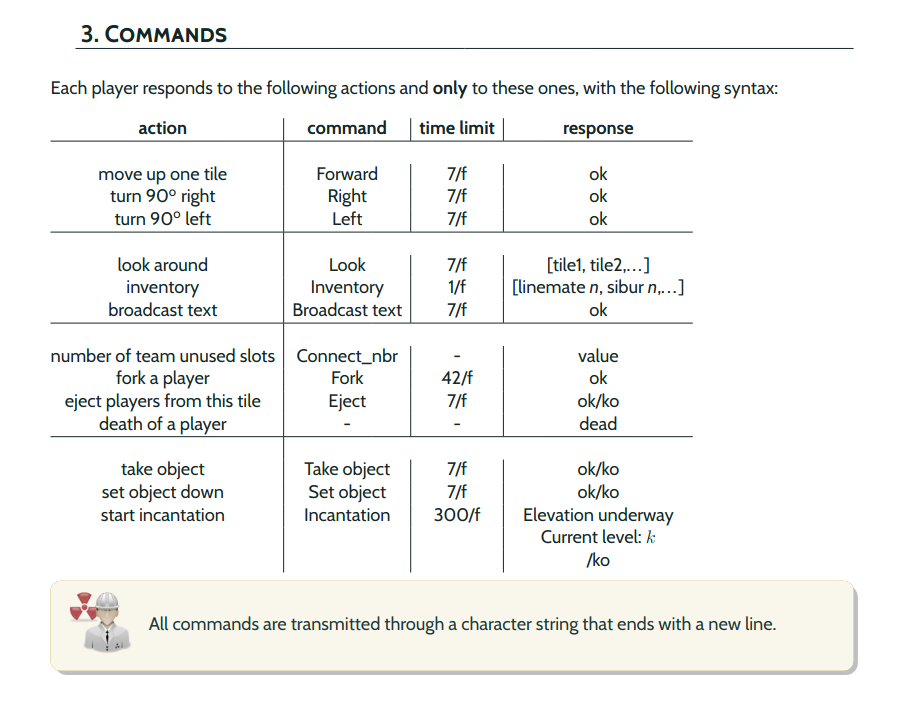 3. COMMANDS
Each player responds to the following actions and only to these ones, with the following syntax:
action command time limit response
move up one tile Forward 7/f ok
turn 90º right Right 7/f ok
turn 90º left Left 7/f ok
look around Look 7/f [tile1, tile2,...]
inventory Inventory 1/f [linemate n, sibur n,...]
broadcast text Broadcast text 7/f ok
number of team unused slots Connect_nbr - value
fork a player Fork 42/f ok
eject players from this tile Eject 7/f ok/ko
death of a player - - dead
take object Take object 7/f ok/ko
set object down Set object 7/f ok/ko
start incantation Incantation 300/f Elevation underway
Current level: k
/ko
All commands are transmitted through a character string that ends with a new line.